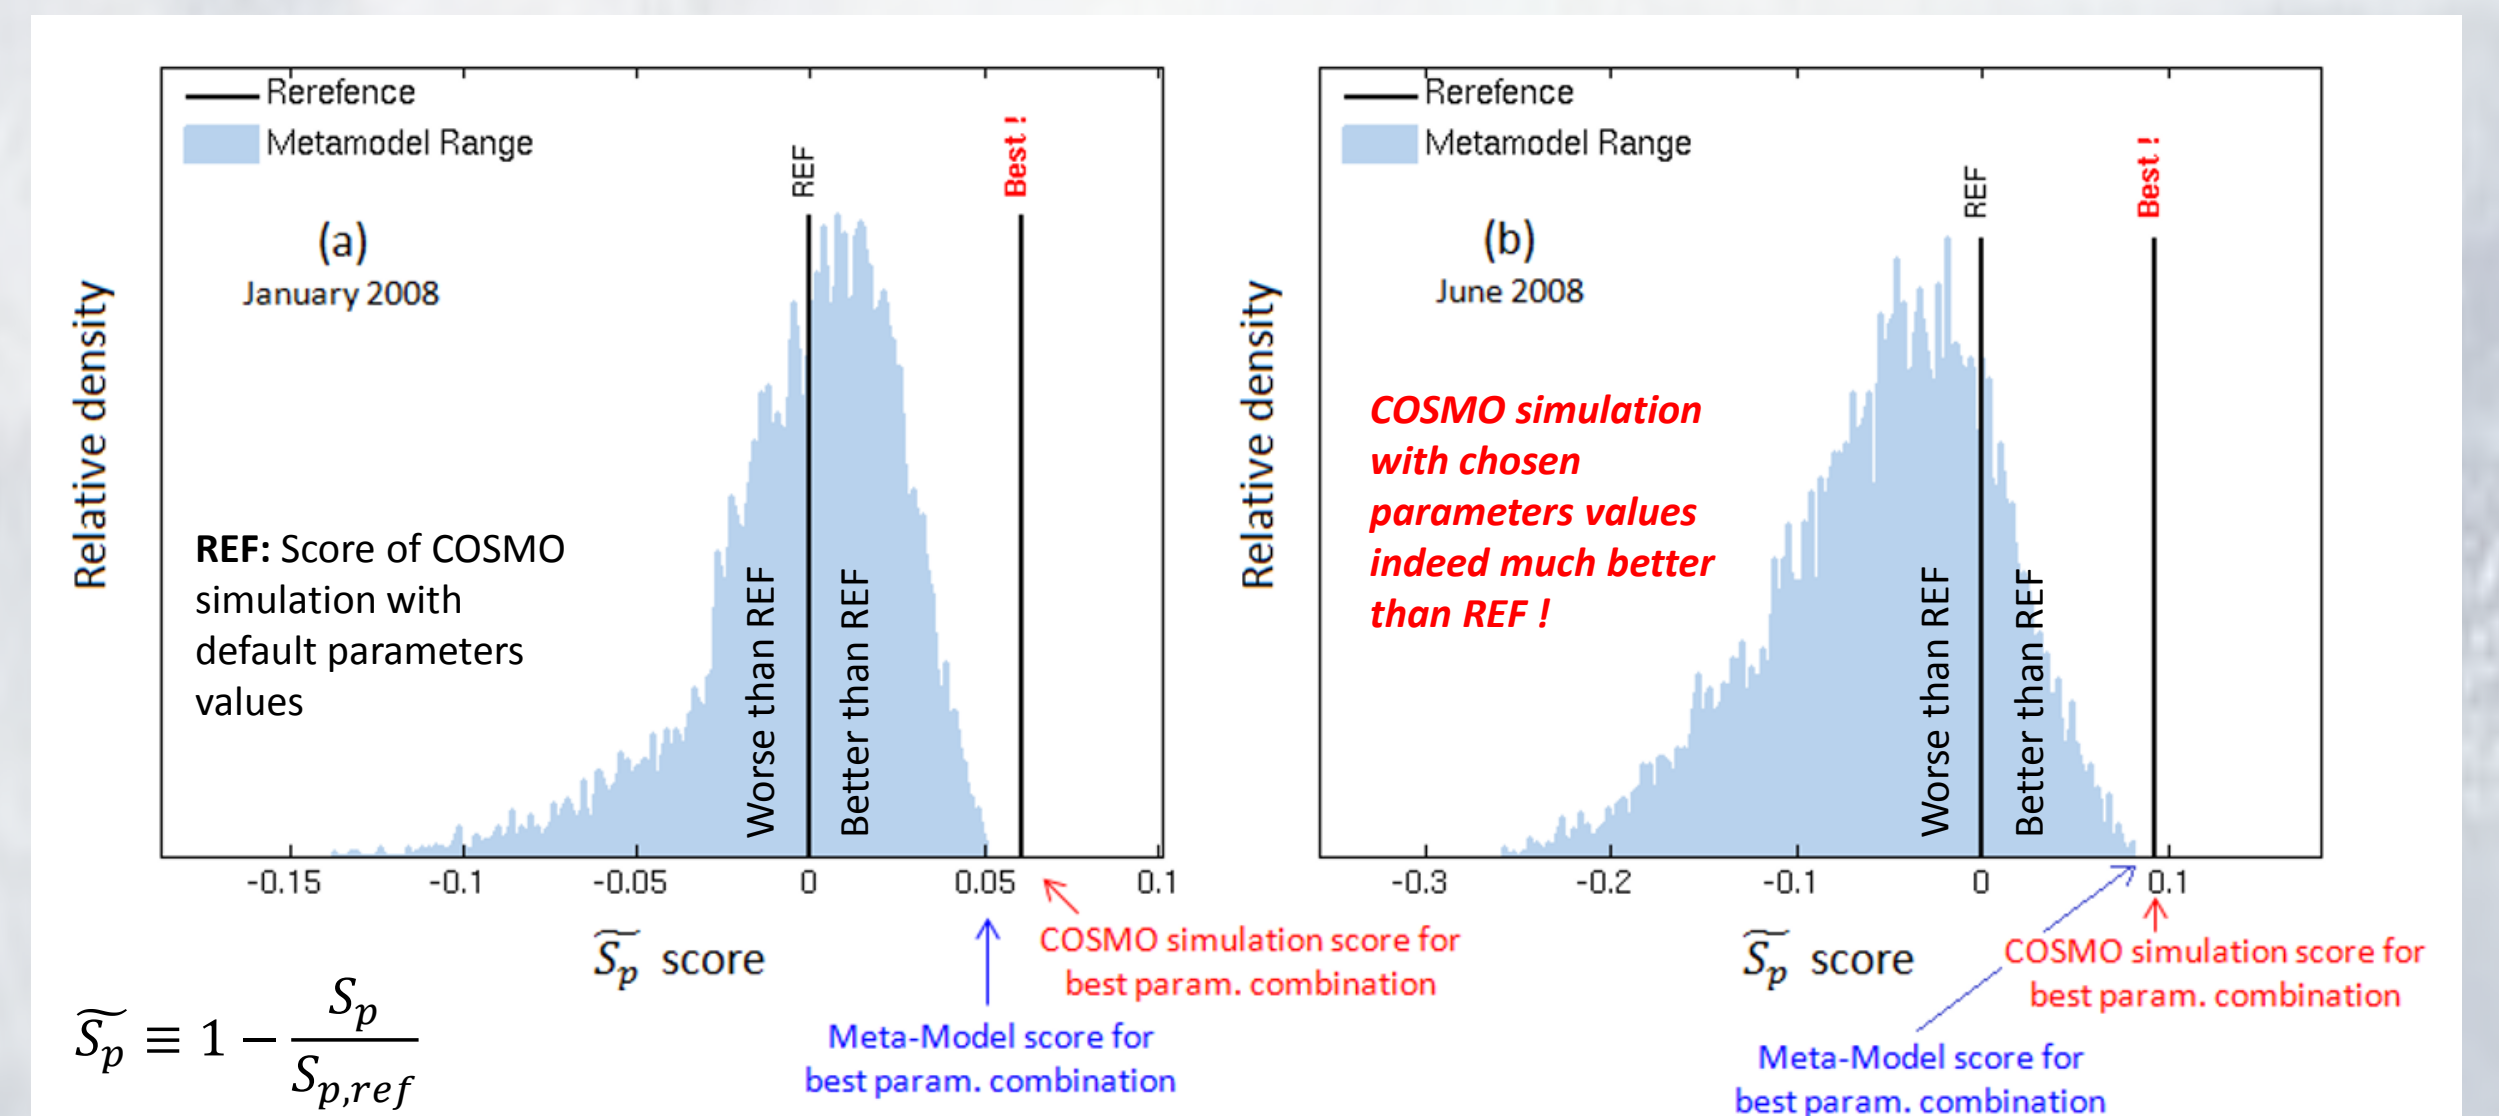 Rerefence
Metamodel Range
REF
Best !
(a)
January 2008
Relative density
REF: Score of COSMO
simulation with
default parameters
values
Worse than REF
Better than REF
-0.15 -0.1 -0.05 0 0.05 0.1
S̃p score
COSMO simulation score for
best param. combination
Meta-Model score for
best param. combination
S̃p ≡ 1 − Sp / Sp,ref
Rerefence
Metamodel Range
REF
Best !
(b)
June 2008
Relative density
COSMO simulation
with chosen
parameters values
indeed much better
than REF !
Worse than REF
Better than REF
-0.3 -0.2 -0.1 0 0.1
S̃p score
COSMO simulation score for
best param. combination
Meta-Model score for
best param. combination